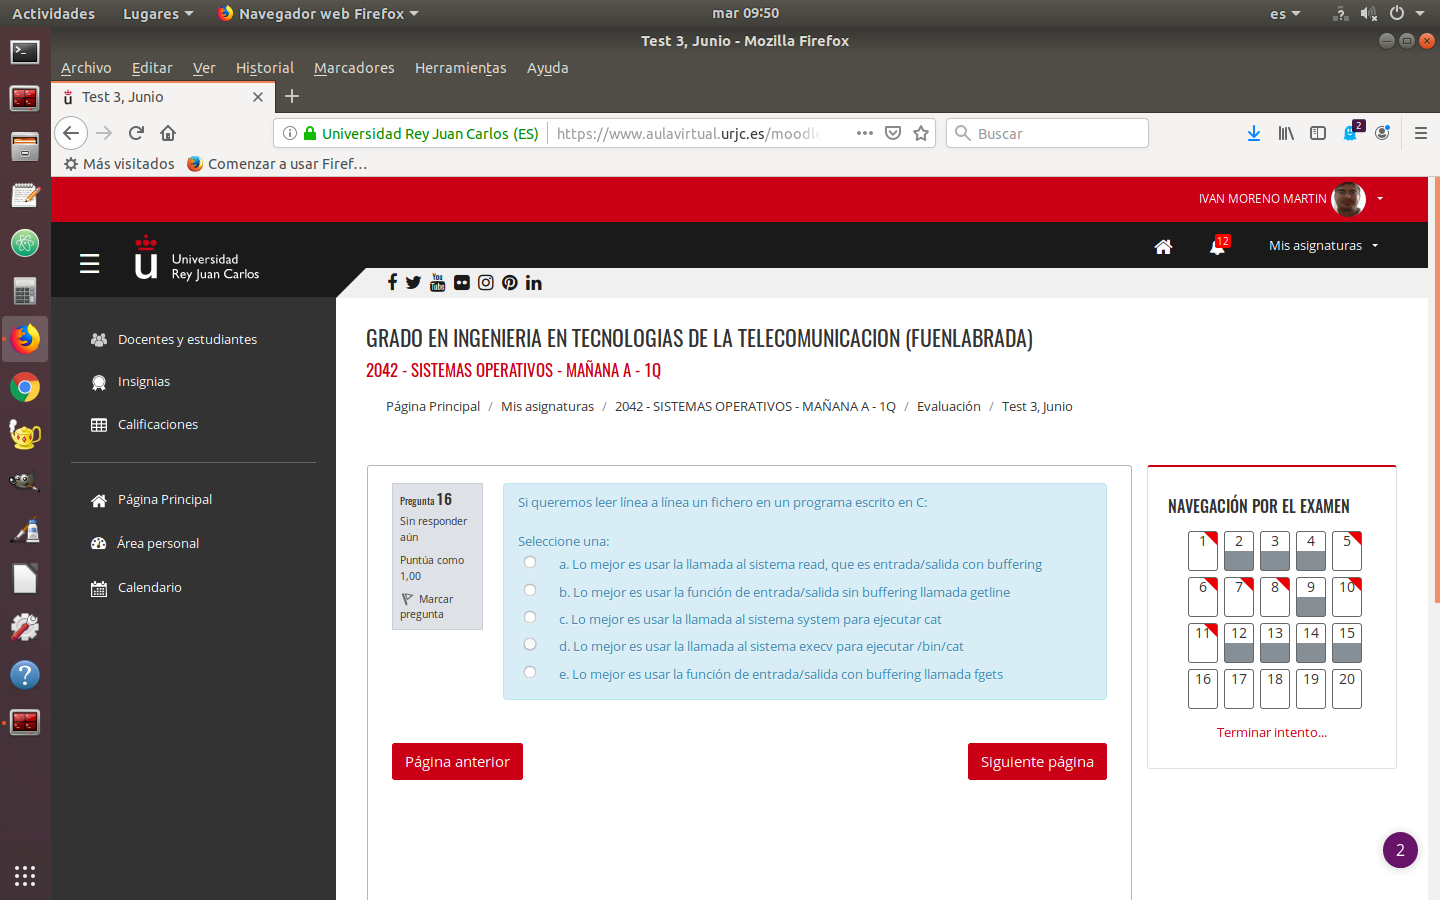 Actividades Lugares Navegador web Firefox mar 09:50 es
Test 3, Junio - Mozilla Firefox
Archivo Editar Ver Historial Marcadores Herramientas Ayuda
Test 3, Junio
Universidad Rey Juan Carlos (ES) https://www.aulavirtual.urjc.es/moodle Buscar 2
Más visitados Comenzar a usar Firef...
IVAN MORENO MARTIN
Universidad
Rey Juan Carlos
12 Mis asignaturas
You
Tube
Docentes y estudiantes
Insignias
Calificaciones
Página Principal
Área personal
Calendario
GRADO EN INGENIERIA EN TECNOLOGIAS DE LA TELECOMUNICACION (FUENLABRADA)
2042 - SISTEMAS OPERATIVOS - MAÑANA A - 1Q
Página Principal / Mis asignaturas / 2042 - SISTEMAS OPERATIVOS - MAÑANA A - 1Q / Evaluación / Test 3, Junio
Pregunta 16
Sin responder
aún
Puntúa como
1,00
Marcar
pregunta
Si queremos leer línea a línea un fichero en un programa escrito en C:
Seleccione una:
a. Lo mejor es usar la llamada al sistema read, que es entrada/salida con buffering
b. Lo mejor es usar la función de entrada/salida sin buffering llamada getline
c. Lo mejor es usar la llamada al sistema system para ejecutar cat
d. Lo mejor es usar la llamada al sistema execv para ejecutar /bin/cat
e. Lo mejor es usar la función de entrada/salida con buffering llamada fgets
Página anterior
Siguiente página
NAVEGACIÓN POR EL EXAMEN
1 2 3 4 5
6 7 8 9 10
11 12 13 14 15
16 17 18 19 20
Terminar intento...
2